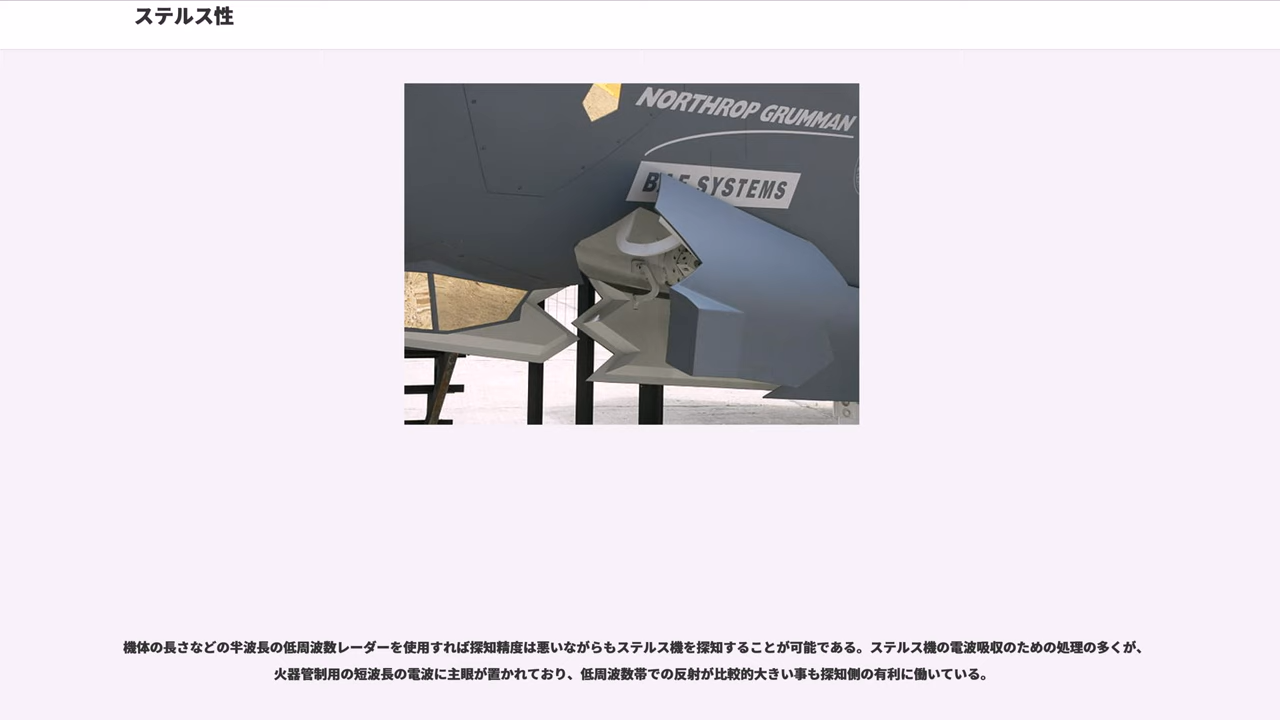 ステルス性
NORTHROP GRUMMAN
BAE SYSTEMS
機体の長さなどの半波長の低周波数レーダーを使用すれば探知精度は悪いながらもステルス機を探知することが可能である。ステルス機の電波吸収のための処理の多くが、
火器管制用の短波長の電波に主眼が置かれており、低周波数帯での反射が比較的大きい事も探知側の有利に働いている。